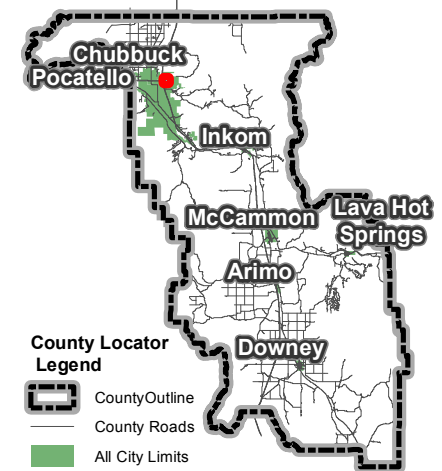 Chubbuck
Pocatello
Inkom
McCammon
Lava Hot
Springs
Arimo
Downey
County Locator
Legend
CountyOutline
County Roads
All City Limits